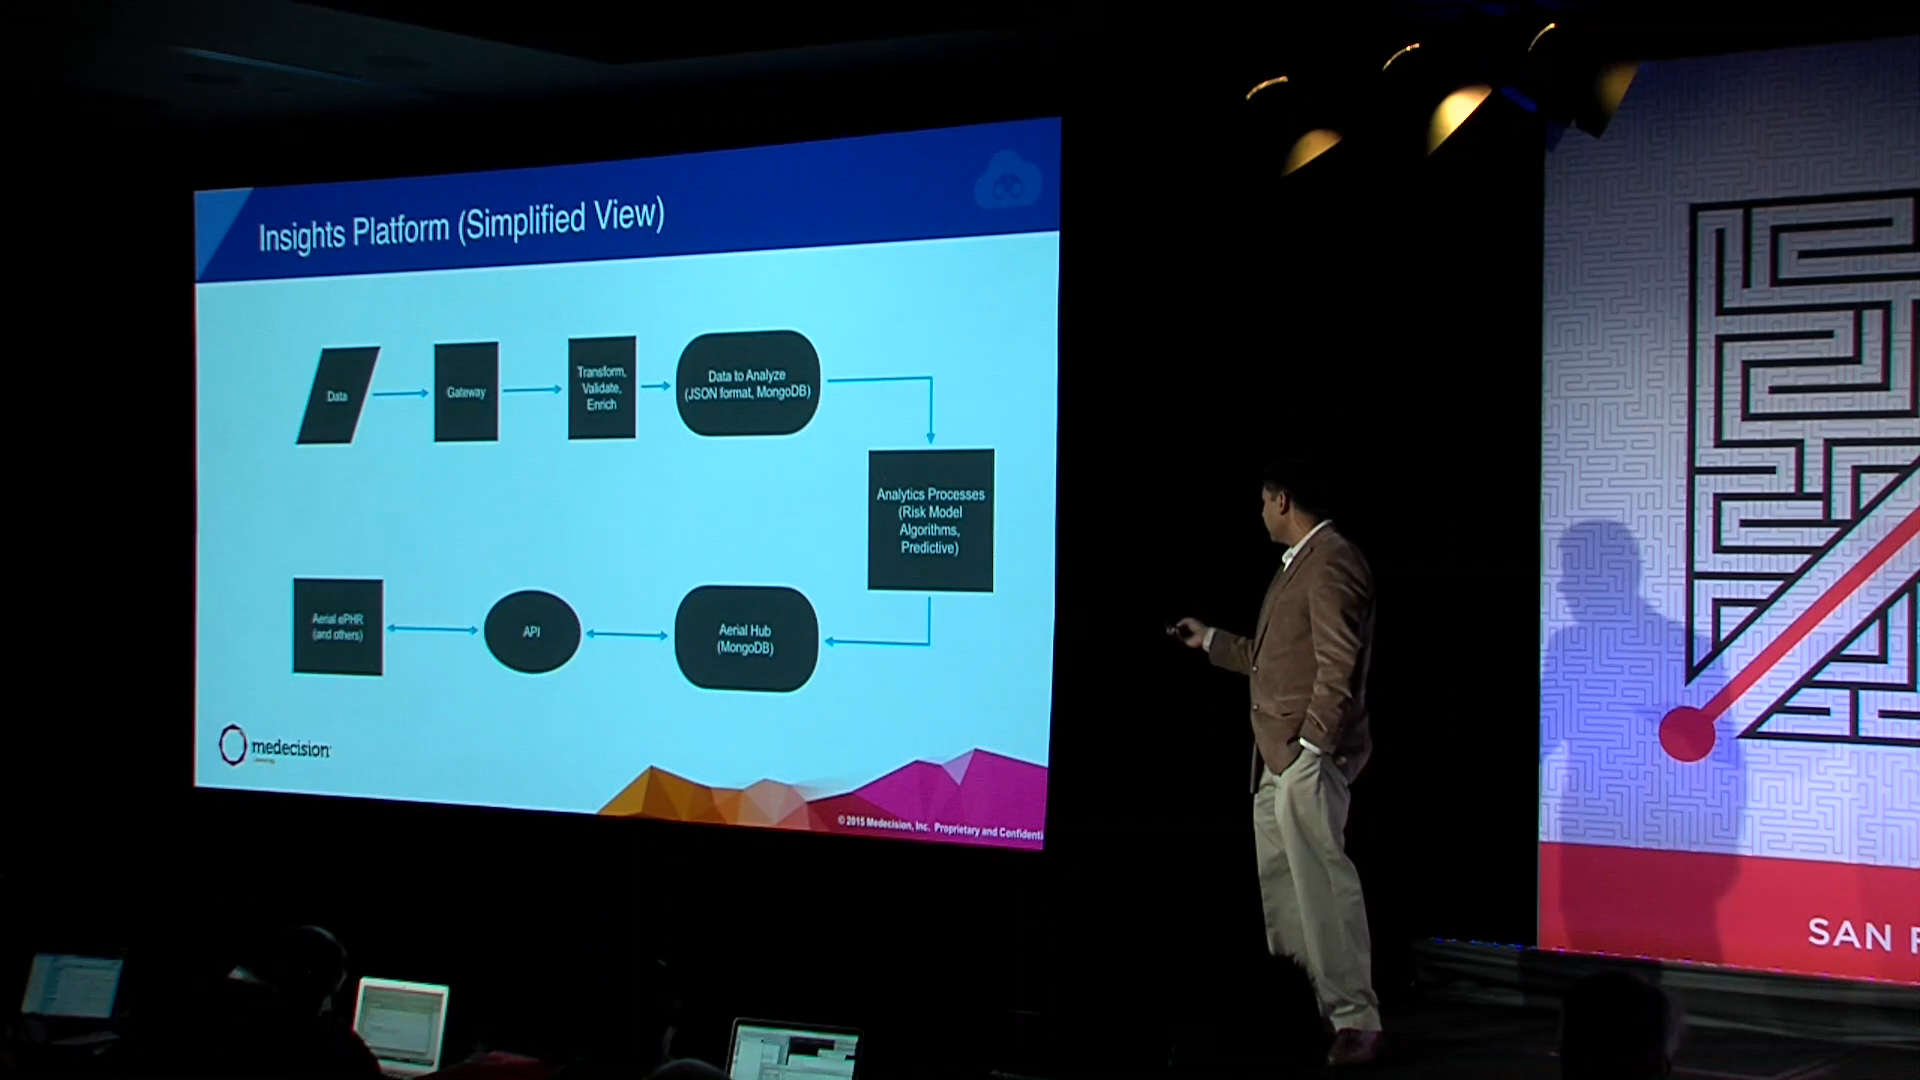 Insights Platform (Simplified View)
Data
Gateway
Transform,
Validate,
Enrich
Data to Analyze
(JSON format, MongoDB)
Analytics Processes
(Risk Model
Algorithms,
Predictive)
Aerial ePHR
(and others)
API
Aerial Hub
(MongoDB)
medecision
© 2015 Medecision, Inc. Proprietary and Confidenti
SAN F